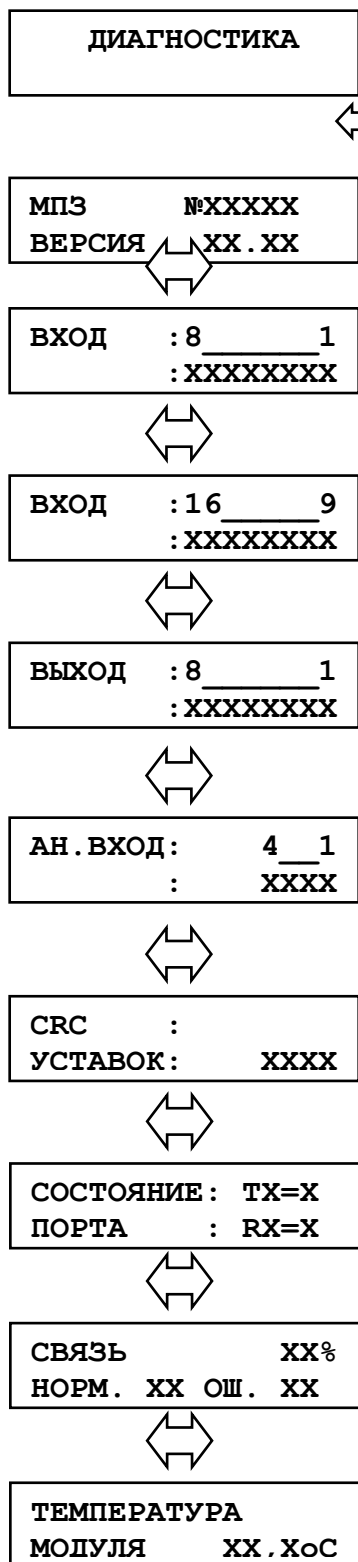 ДИАГНОСТИКА
МПЗ №XXXXX
ВЕРСИЯ XX.XX
ВХОД :8______1
:XXXXXXXX
ВХОД :16_____9
:XXXXXXXX
ВЫХОД :8______1
:XXXXXXXX
АН.ВХОД: 4__1
: XXXX
CRC :
УСТАВОК: XXXX
СОСТОЯНИЕ: TX=X
ПОРТА : RX=X
СВЯЗЬ XX%
НОРМ. XX ОШ. XX
ТЕМПЕРАТУРА
МОДУЛЯ XX,XoC